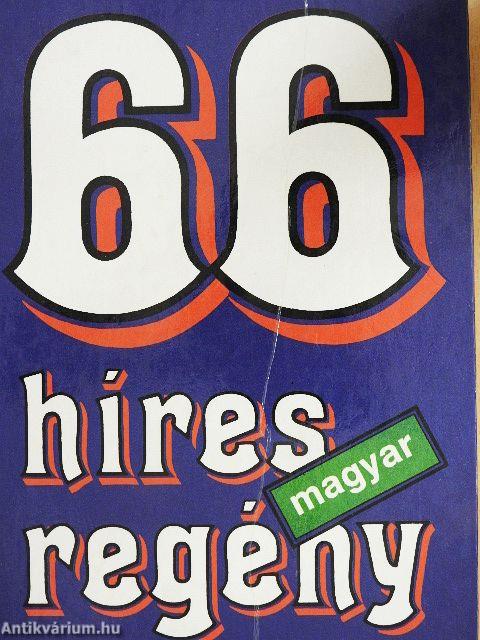 66
híres
magyar
regény
Antikvárium.hu